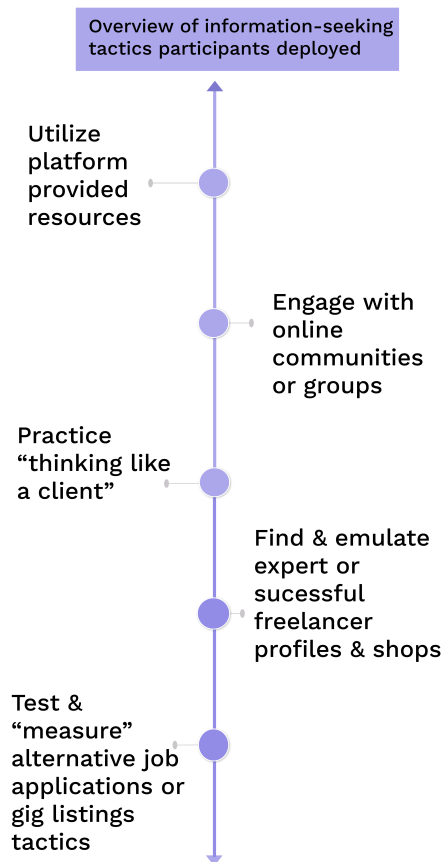 Overview of information-seeking
tactics participants deployed
Utilize
platform
provided
resources
Engage with
online
communities
or groups
Practice
“thinking like
a client”
Find & emulate
expert or
sucessful
freelancer
profiles & shops
Test &
“measure”
alternative job
applications or
gig listings
tactics